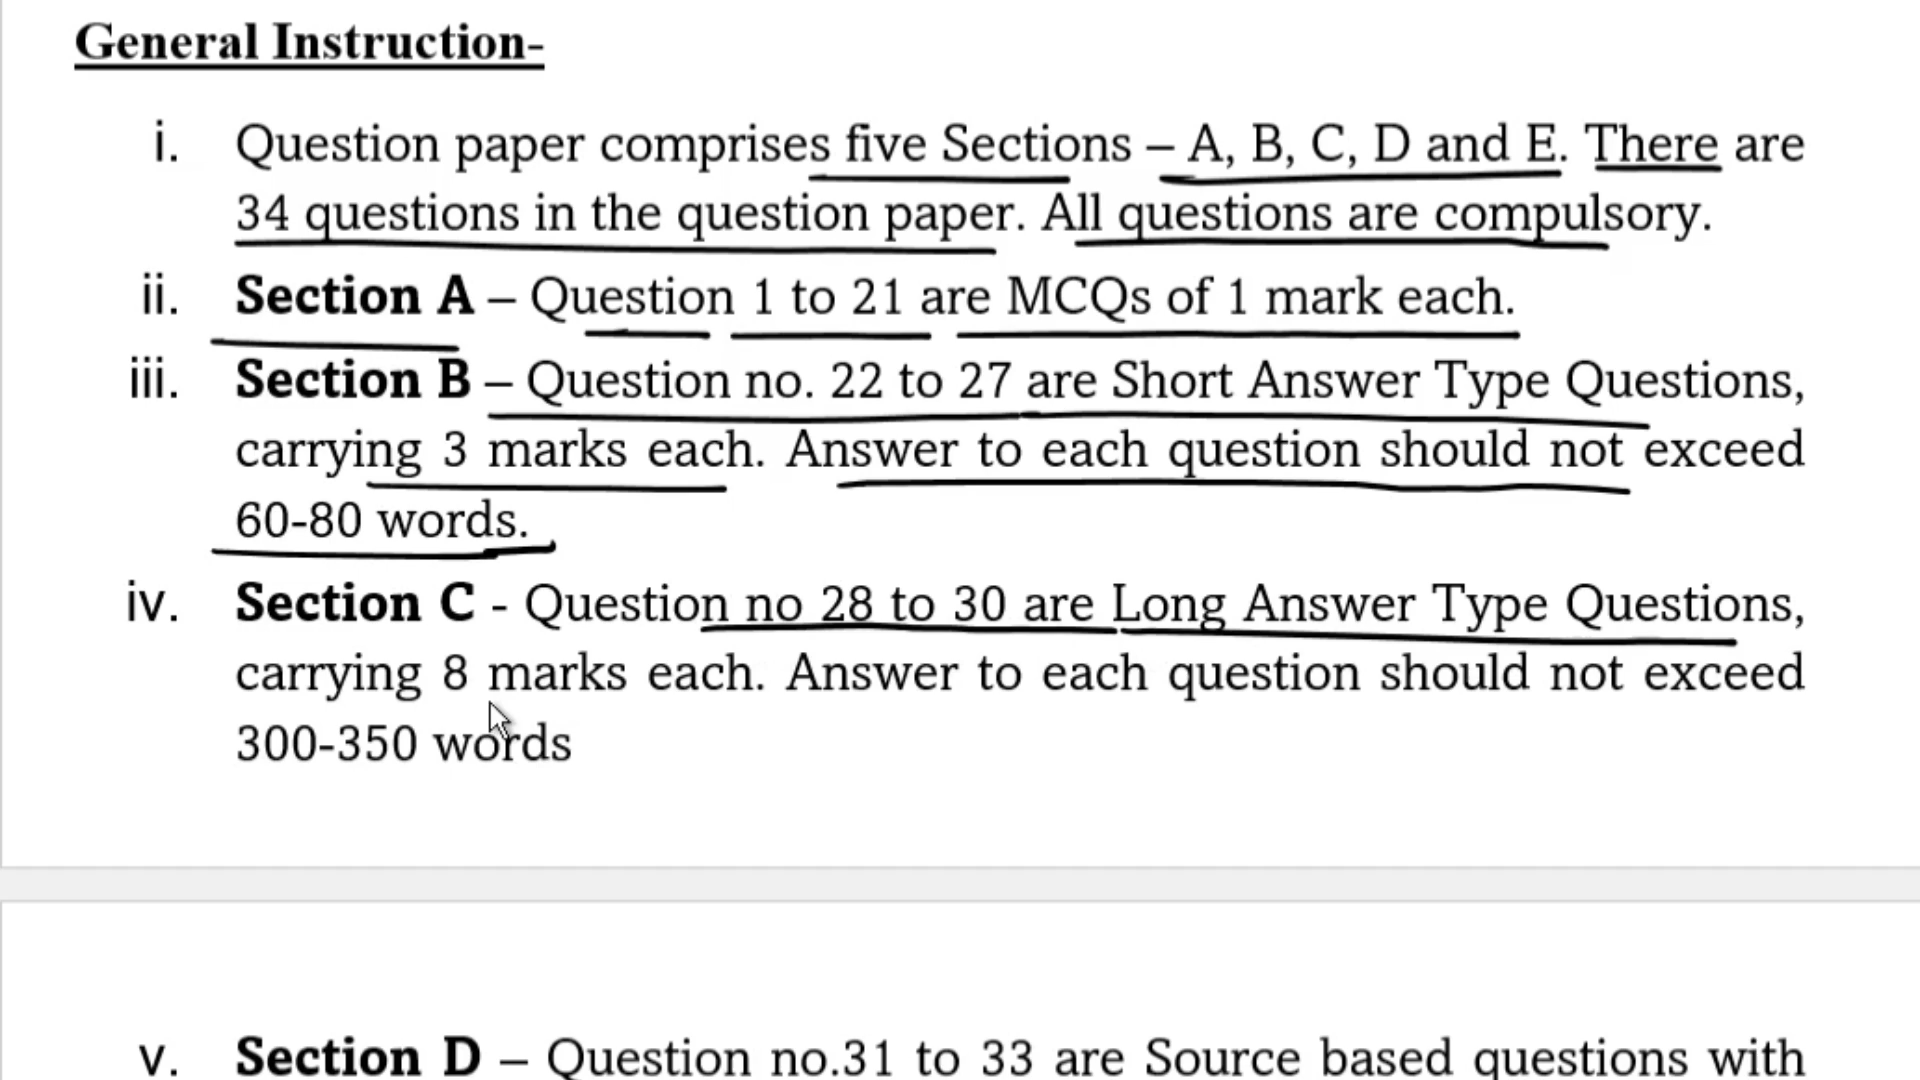 General Instruction-
i. Question paper comprises five Sections – A, B, C, D and E. There are
34 questions in the question paper. All questions are compulsory.
ii. Section A – Question 1 to 21 are MCQs of 1 mark each.
iii. Section B – Question no. 22 to 27 are Short Answer Type Questions,
carrying 3 marks each. Answer to each question should not exceed
60-80 words.
iv. Section C - Question no 28 to 30 are Long Answer Type Questions,
carrying 8 marks each. Answer to each question should not exceed
300-350 words
v. Section D – Question no.31 to 33 are Source based questions with